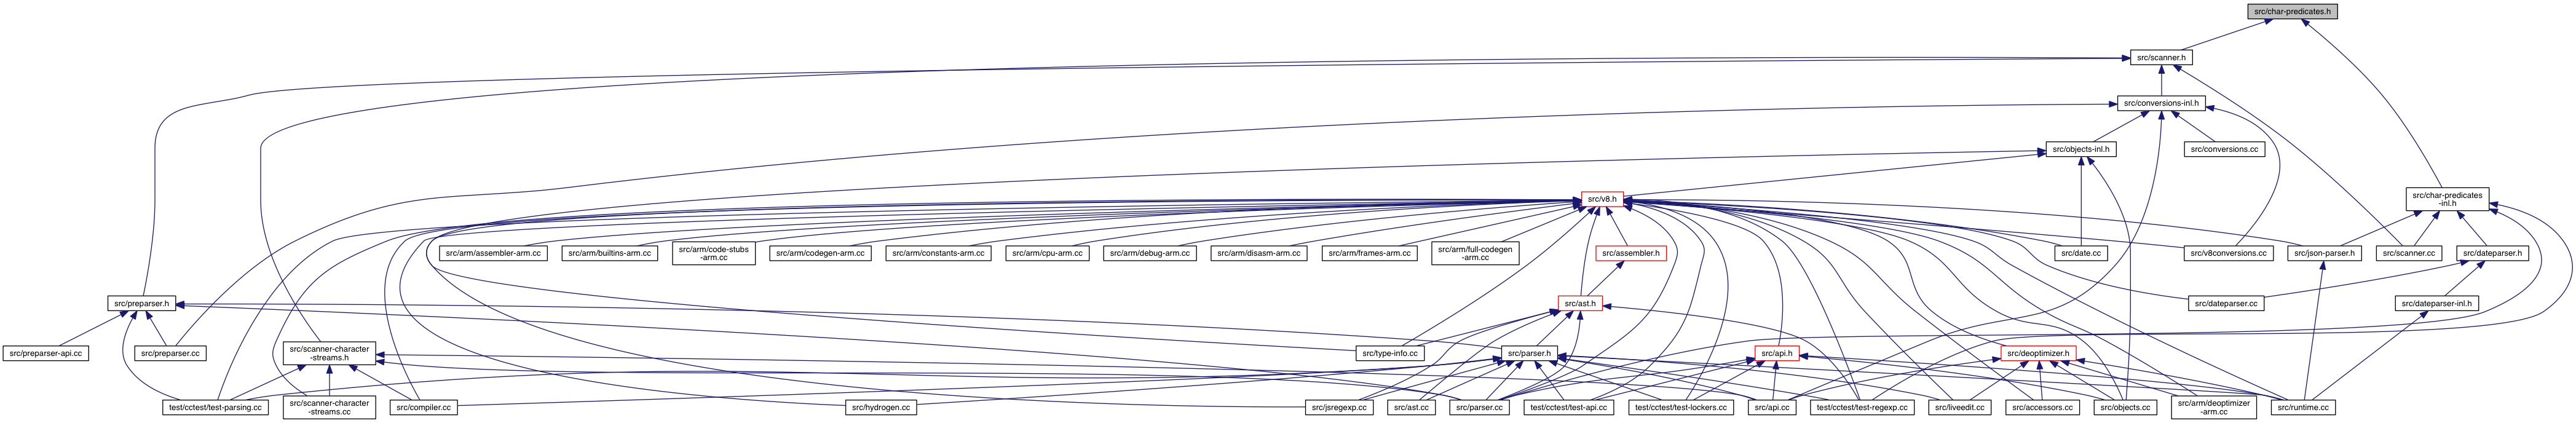 src/char-predicates.h
src/scanner.h
src/conversions-inl.h
src/objects-inl.h
src/conversions.cc
src/v8.h
src/char-predicates
-inl.h
src/arm/assembler-arm.cc
src/arm/builtins-arm.cc
src/arm/code-stubs
-arm.cc
src/arm/codegen-arm.cc
src/arm/constants-arm.cc
src/arm/cpu-arm.cc
src/arm/debug-arm.cc
src/arm/disasm-arm.cc
src/arm/frames-arm.cc
src/arm/full-codegen
-arm.cc
src/assembler.h
src/date.cc
src/v8conversions.cc
src/json-parser.h
src/scanner.cc
src/dateparser.h
src/preparser.h
src/ast.h
src/dateparser.cc
src/dateparser-inl.h
src/preparser-api.cc
src/preparser.cc
src/scanner-character
-streams.h
src/type-info.cc
src/parser.h
src/api.h
src/deoptimizer.h
test/cctest/test-parsing.cc
src/scanner-character
-streams.cc
src/compiler.cc
src/hydrogen.cc
src/jsregexp.cc
src/ast.cc
src/parser.cc
test/cctest/test-api.cc
test/cctest/test-lockers.cc
src/api.cc
test/cctest/test-regexp.cc
src/liveedit.cc
src/accessors.cc
src/objects.cc
src/arm/deoptimizer
-arm.cc
src/runtime.cc